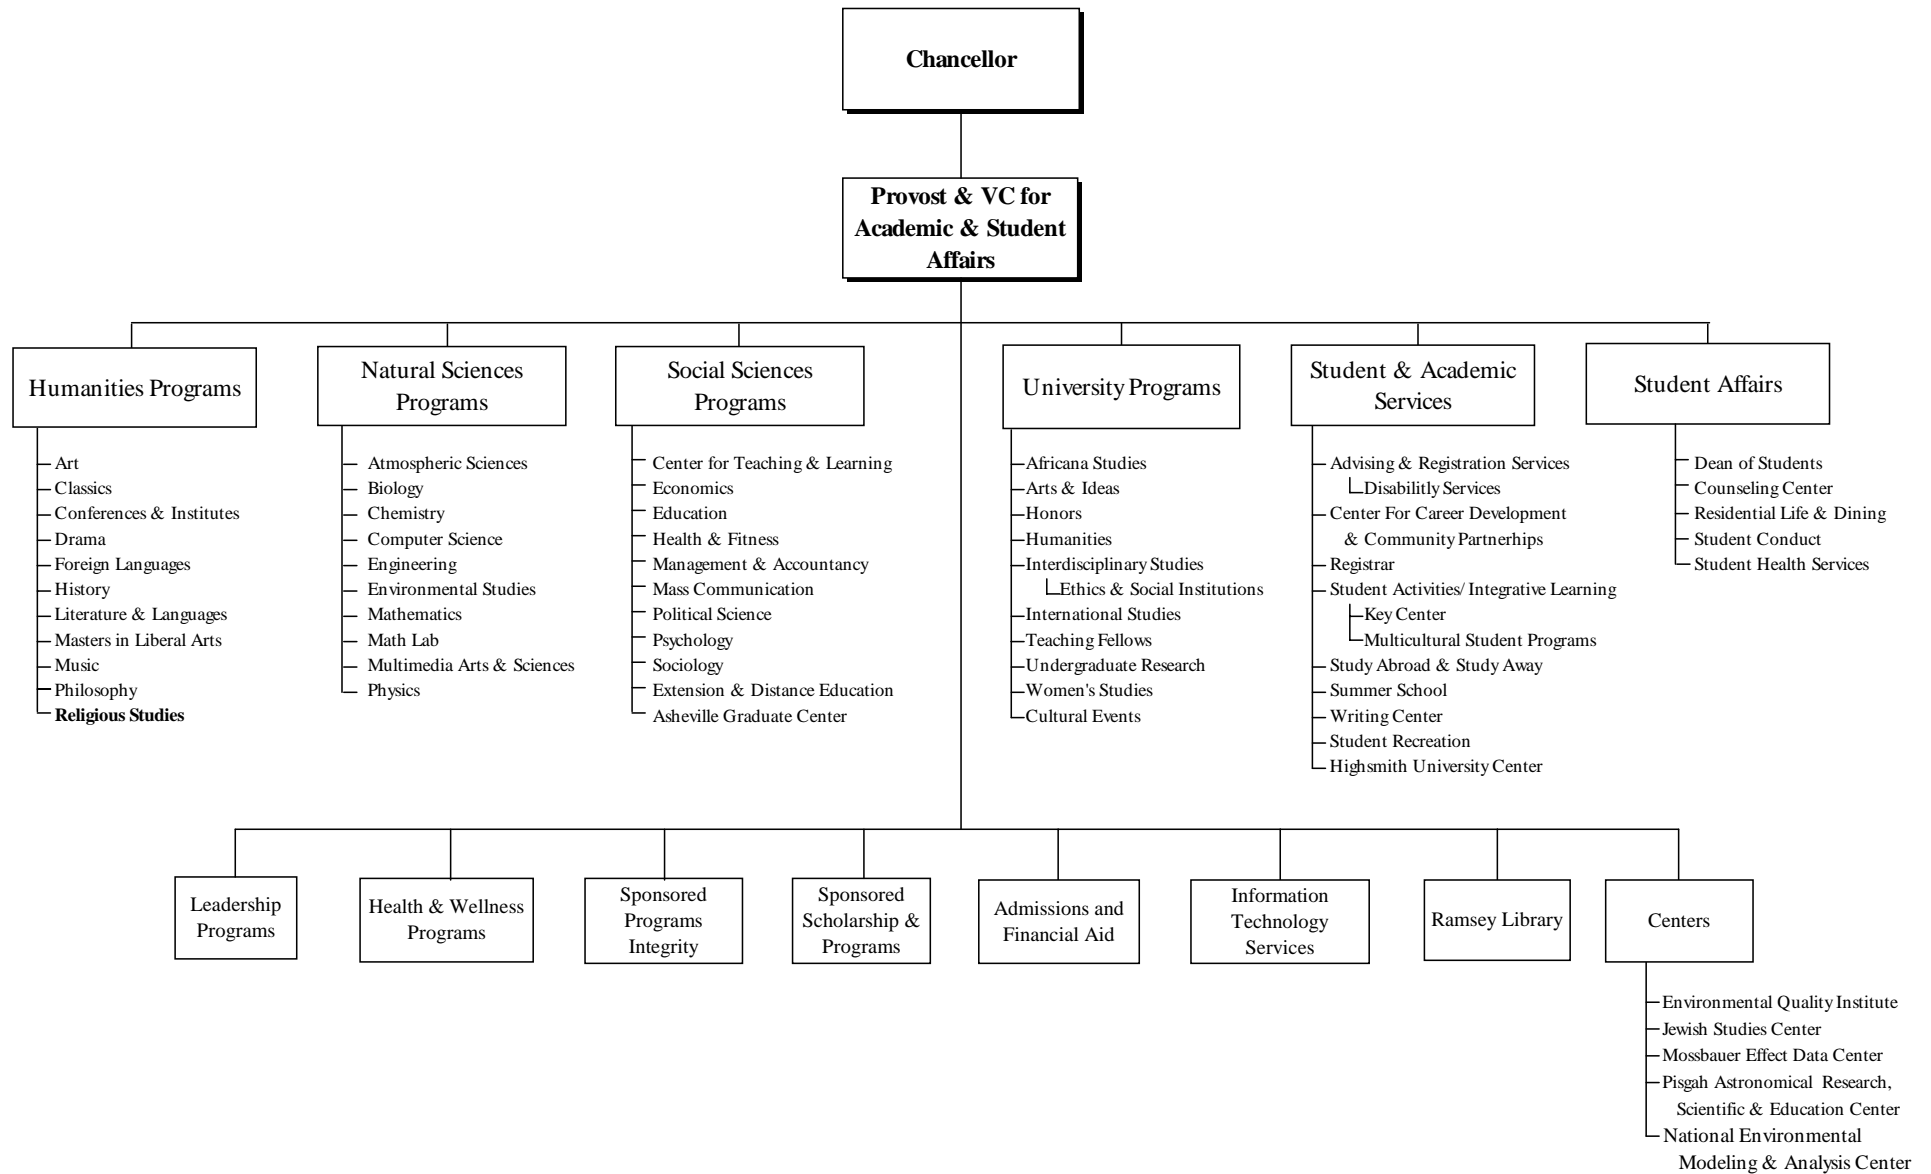 Chancellor
Provost & VC for
Academic & Student
Affairs
Humanities Programs
Art
Classics
Conferences & Institutes
Drama
Foreign Languages
History
Literature & Languages
Masters in Liberal Arts
Music
Philosophy
Religious Studies
Natural Sciences
Programs
Atmospheric Sciences
Biology
Chemistry
Computer Science
Engineering
Environmental Studies
Mathematics
Math Lab
Multimedia Arts & Sciences
Physics
Social Sciences
Programs
Center for Teaching & Learning
Economics
Education
Health & Fitness
Management & Accountancy
Mass Communication
Political Science
Psychology
Sociology
Extension & Distance Education
Asheville Graduate Center
University Programs
Africana Studies
Arts & Ideas
Honors
Humanities
Interdisciplinary Studies
Ethics & Social Institutions
International Studies
Teaching Fellows
Undergraduate Research
Women's Studies
Cultural Events
Student & Academic
Services
Advising & Registration Services
Disabilitly Services
Center For Career Development
& Community Partnerhips
Registrar
Student Activities/ Integrative Learning
Key Center
Multicultural Student Programs
Study Abroad & Study Away
Summer School
Writing Center
Student Recreation
Highsmith University Center
Student Affairs
Dean of Students
Counseling Center
Residential Life & Dining
Student Conduct
Student Health Services
Leadership
Programs
Health & Wellness
Programs
Sponsored
Programs
Integrity
Sponsored
Scholarship &
Programs
Admissions and
Financial Aid
Information
Technology
Services
Ramsey Library
Centers
Environmental Quality Institute
Jewish Studies Center
Mossbauer Effect Data Center
Pisgah Astronomical Research,
Scientific & Education Center
National Environmental
Modeling & Analysis Center